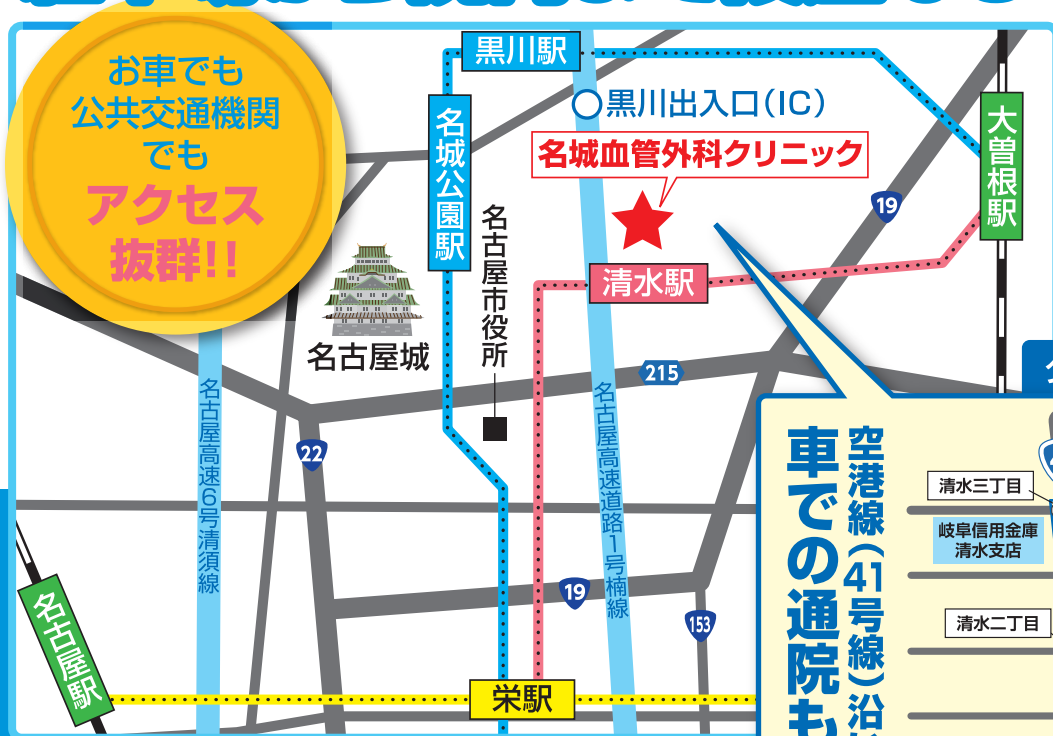 お車でも
公共交通機関
でも
アクセス
抜群!!
黒川駅
黒川出入口(IC)
名城血管外科クリニック
名城公園駅
大曽根駅
19
名古屋市役所
清水駅
名古屋城
215
名古屋高速6号清須線
22
名古屋高速道路1号楠線
19
153
名古屋駅
栄駅
空港線(41号線)沿い
車での通院も
清水三丁目
岐阜信用金庫
清水支店
清水二丁目